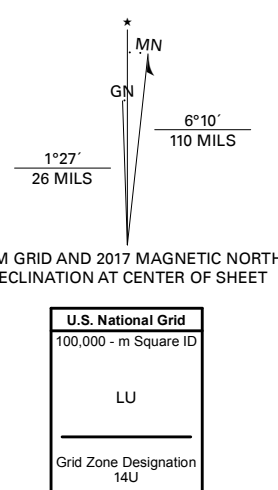 MN
GN
6°10´
110 MILS
1°27´
26 MILS
M GRID AND 2017 MAGNETIC NORTH
ECLINATION AT CENTER OF SHEET
U.S. National Grid
100,000 - m Square ID
LU
Grid Zone Designation
14U